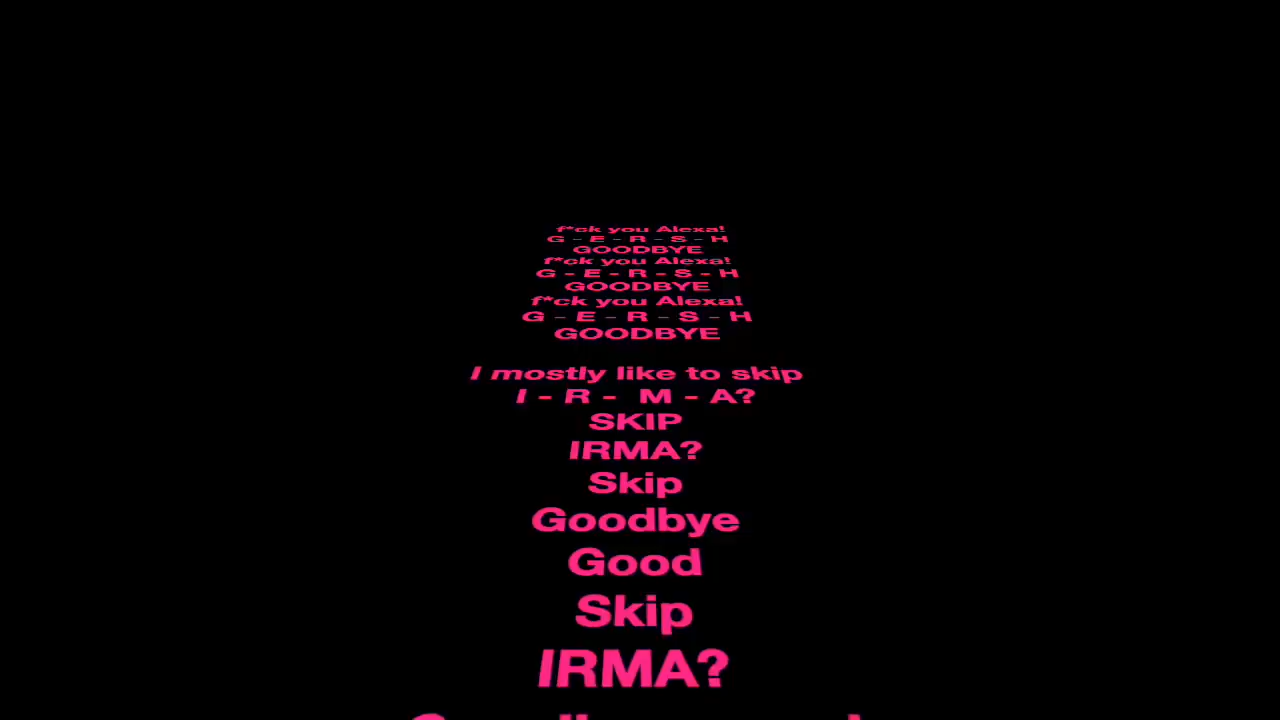 f*ck you Alexa!
G - E - R - S - H
GOODBYE
f*ck you Alexa!
G - E - R - S - H
GOODBYE
f*ck you Alexa!
G - E - R - S - H
GOODBYE
I mostly like to skip
I - R - M - A?
SKIP
IRMA?
Skip
Goodbye
Good
Skip
IRMA?